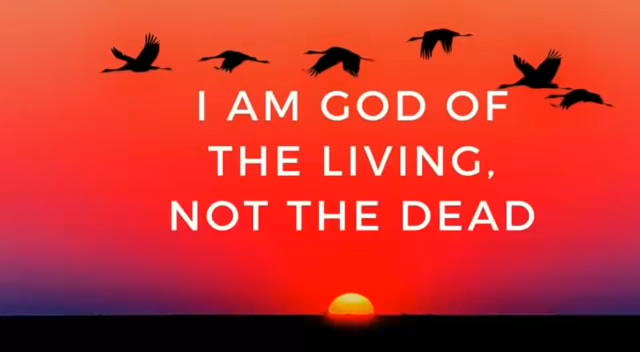 I AM GOD OF
THE LIVING,
NOT THE DEAD